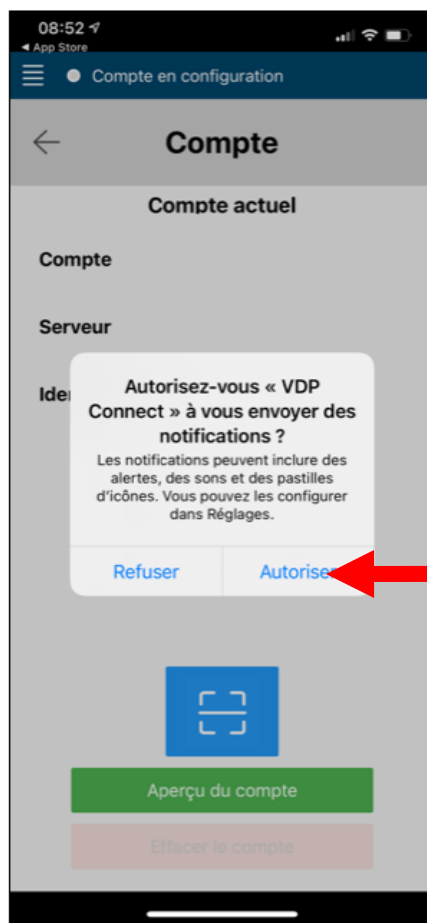 08:52
App Store
Compte en configuration
Compte
Compte actuel
Compte
Serveur
Autorisez-vous « VDP
Connect » à vous envoyer des
notifications ?
Les notifications peuvent inclure des
alertes, des sons et des pastilles
d'icônes. Vous pouvez les configurer
dans Réglages.
Refuser Autoriser
Aperçu du compte
Effacer le compte